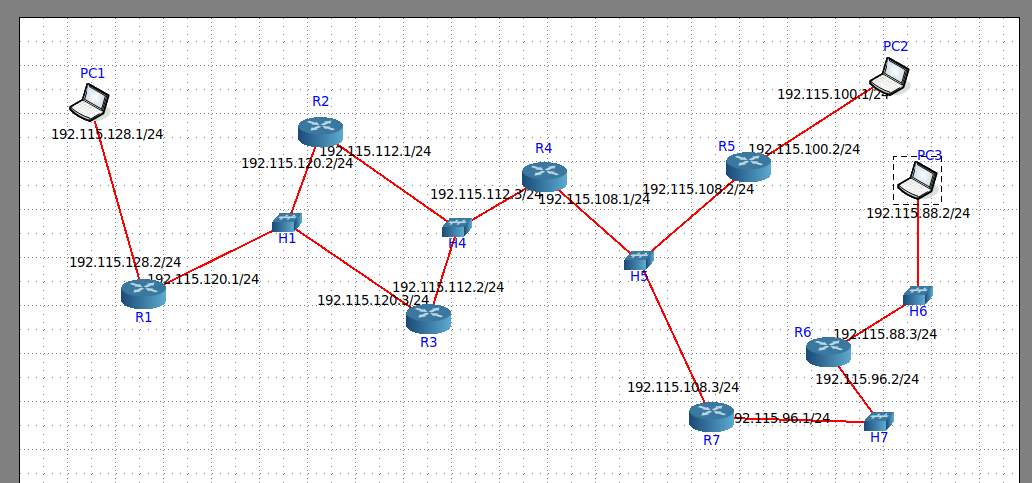 PC2
PC1
192.115.100.1/24
R2
192.115.128.1/24
R4
R5
192.115.100.2/24
192.115.112.1/24
PC3
192.115.120.2/24
192.115.108.2/24
192.115.112.3/24
192.115.108.1/24
192.115.88.2/24
H1
H4
192.115.128.2/24
H5
192.115.120.1/24
192.115.112.2/24
192.115.120.3/24
R1
H6
R3
R6
192.115.88.3/24
192.115.96.2/24
192.115.108.3/24
92.115.96.1/24
R7
H7